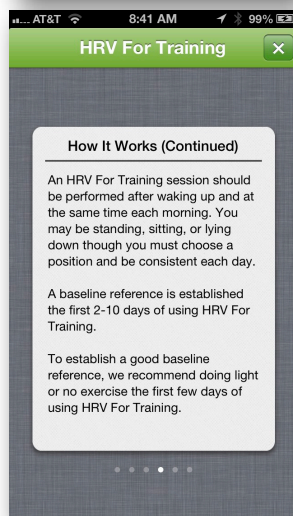 AT&T 8:41 AM 99%
HRV For Training
How It Works (Continued)
An HRV For Training session should
be performed after waking up and at
the same time each morning. You
may be standing, sitting, or lying
down though you must choose a
position and be consistent each day.
A baseline reference is established
the first 2-10 days of using HRV For
Training.
To establish a good baseline
reference, we recommend doing light
or no exercise the first few days of
using HRV For Training.